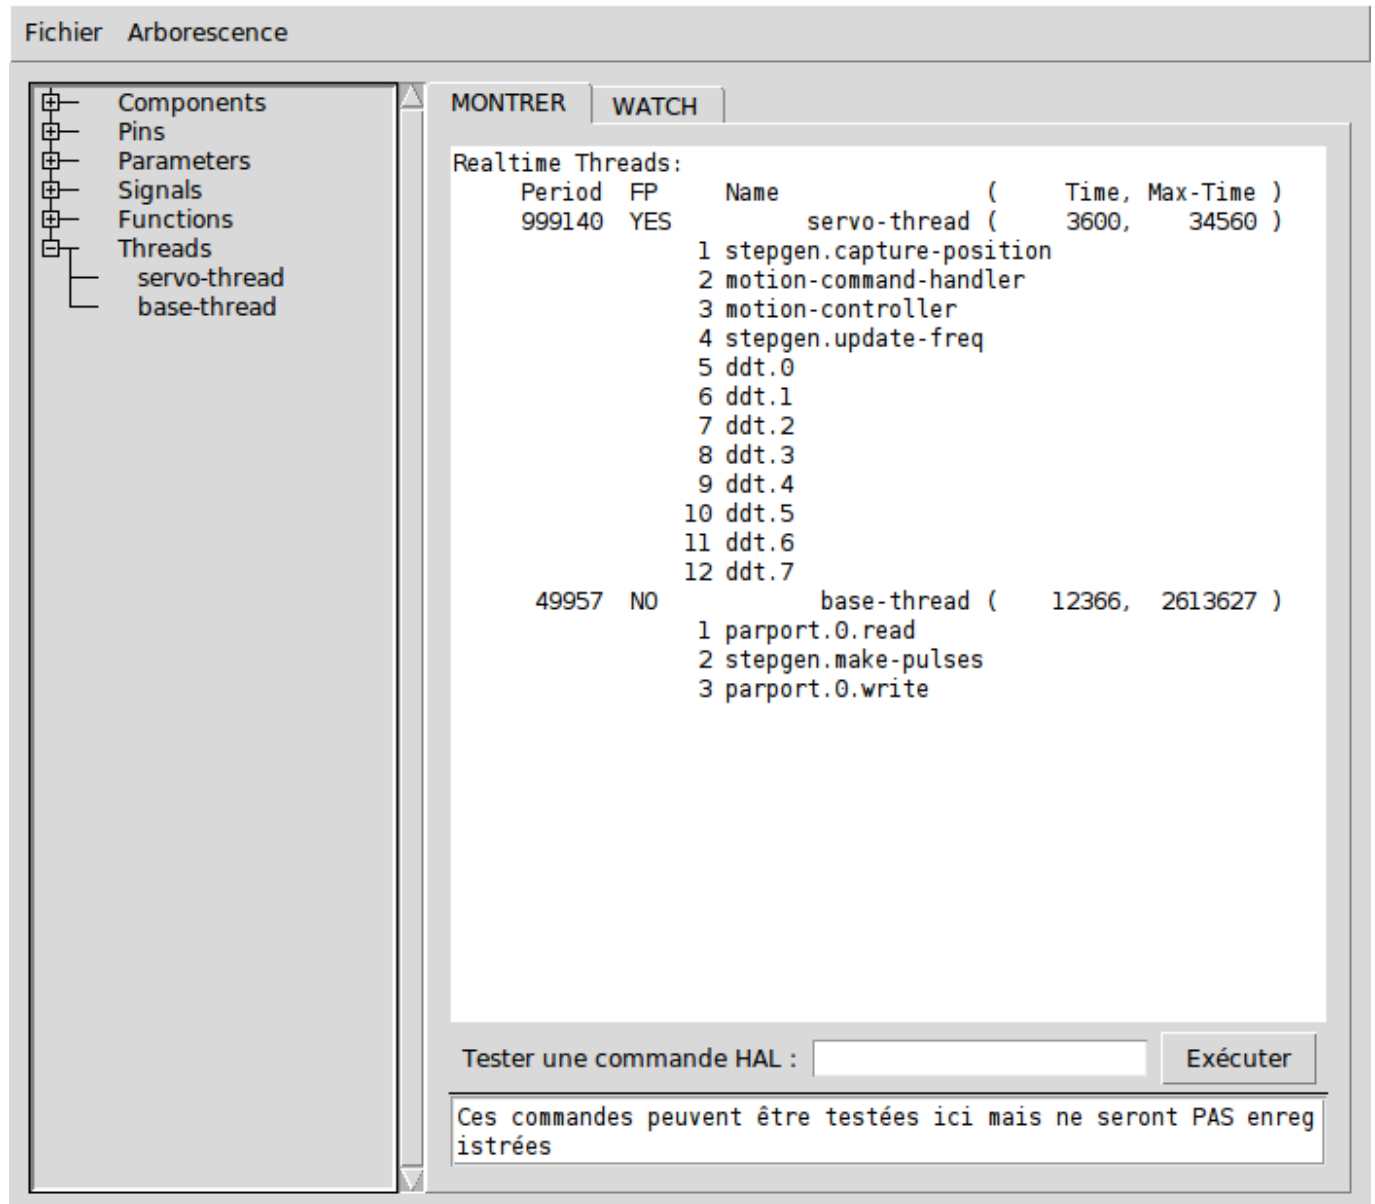 Fichier Arborescence
Components
Pins
Parameters
Signals
Functions
Threads
servo-thread
base-thread
MONTRER WATCH
Realtime Threads:
Period FP Name ( Time, Max-Time )
999140 YES servo-thread ( 3600, 34560 )
1 stepgen.capture-position
2 motion-command-handler
3 motion-controller
4 stepgen.update-freq
5 ddt.0
6 ddt.1
7 ddt.2
8 ddt.3
9 ddt.4
10 ddt.5
11 ddt.6
12 ddt.7
49957 NO base-thread ( 12366, 2613627 )
1 parport.0.read
2 stepgen.make-pulses
3 parport.0.write
Tester une commande HAL : Exécuter
Ces commandes peuvent être testées ici mais ne seront PAS enreg
istrées